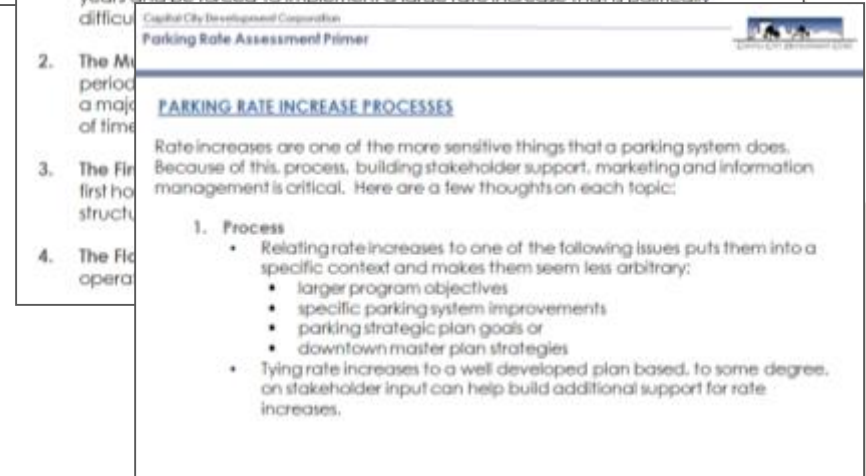 difficu
2. The Mu
period
a majo
of time
3. The Fir
first ho
structu
4. The Flo
opera
Capital City Development Corporation
Parking Rate Assessment Primer
PARKING RATE INCREASE PROCESSES
Rate increases are one of the more sensitive things that a parking system does.
Because of this, process, building stakeholder support, marketing and information
management is critical. Here are a few thoughts on each topic:
1. Process
• Relating rate increases to one of the following issues puts them into a
specific context and makes them seem less arbitrary:
• larger program objectives
• specific parking system improvements
• parking strategic plan goals or
• downtown master plan strategies
• Tying rate increases to a well developed plan based, to some degree,
on stakeholder input can help build additional support for rate
increases.